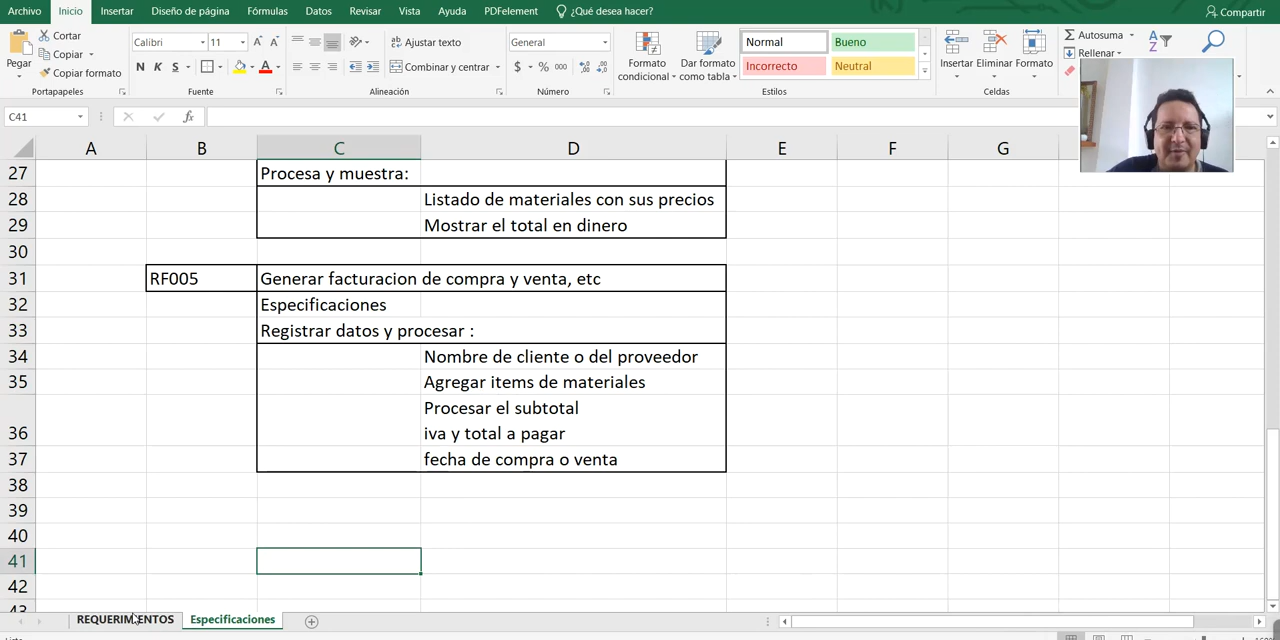 Archivo Inicio Insertar Diseño de página Fórmulas Datos Revisar Vista Ayuda PDFelement ¿Qué desea hacer? Compartir
Pegar
Cortar
Copiar
Copiar formato
Portapapeles
Calibri 11
N K S
Fuente
Ajustar texto
Combinar y centrar
Alineación
General
$ % 000
Número
Formato condicional
Dar formato como tabla
Normal Bueno
Incorrecto Neutral
Estilos
Insertar Eliminar Formato
Celdas
Autosuma
Rellenar
C41
A B C D E F G
27 Procesa y muestra:
28 Listado de materiales con sus precios
29 Mostrar el total en dinero
30
31 RF005 Generar facturacion de compra y venta, etc
32 Especificaciones
33 Registrar datos y procesar :
34 Nombre de cliente o del proveedor
35 Agregar items de materiales
Procesar el subtotal
36 iva y total a pagar
37 fecha de compra o venta
38
39
40
41
42
43
REQUERIMIENTOS Especificaciones